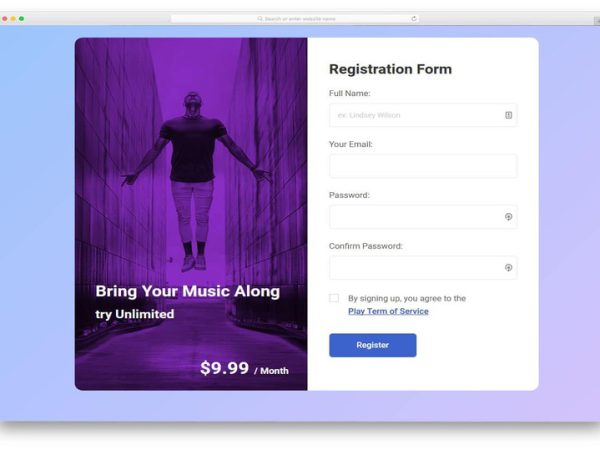 Search or enter website name
Bring Your Music Along
try Unlimited
$9.99 / Month
Registration Form
Full Name:
ex: Lindsey Wilson
Your Email:
Password:
Confirm Password:
By signing up, you agree to the
Play Term of Service
Register